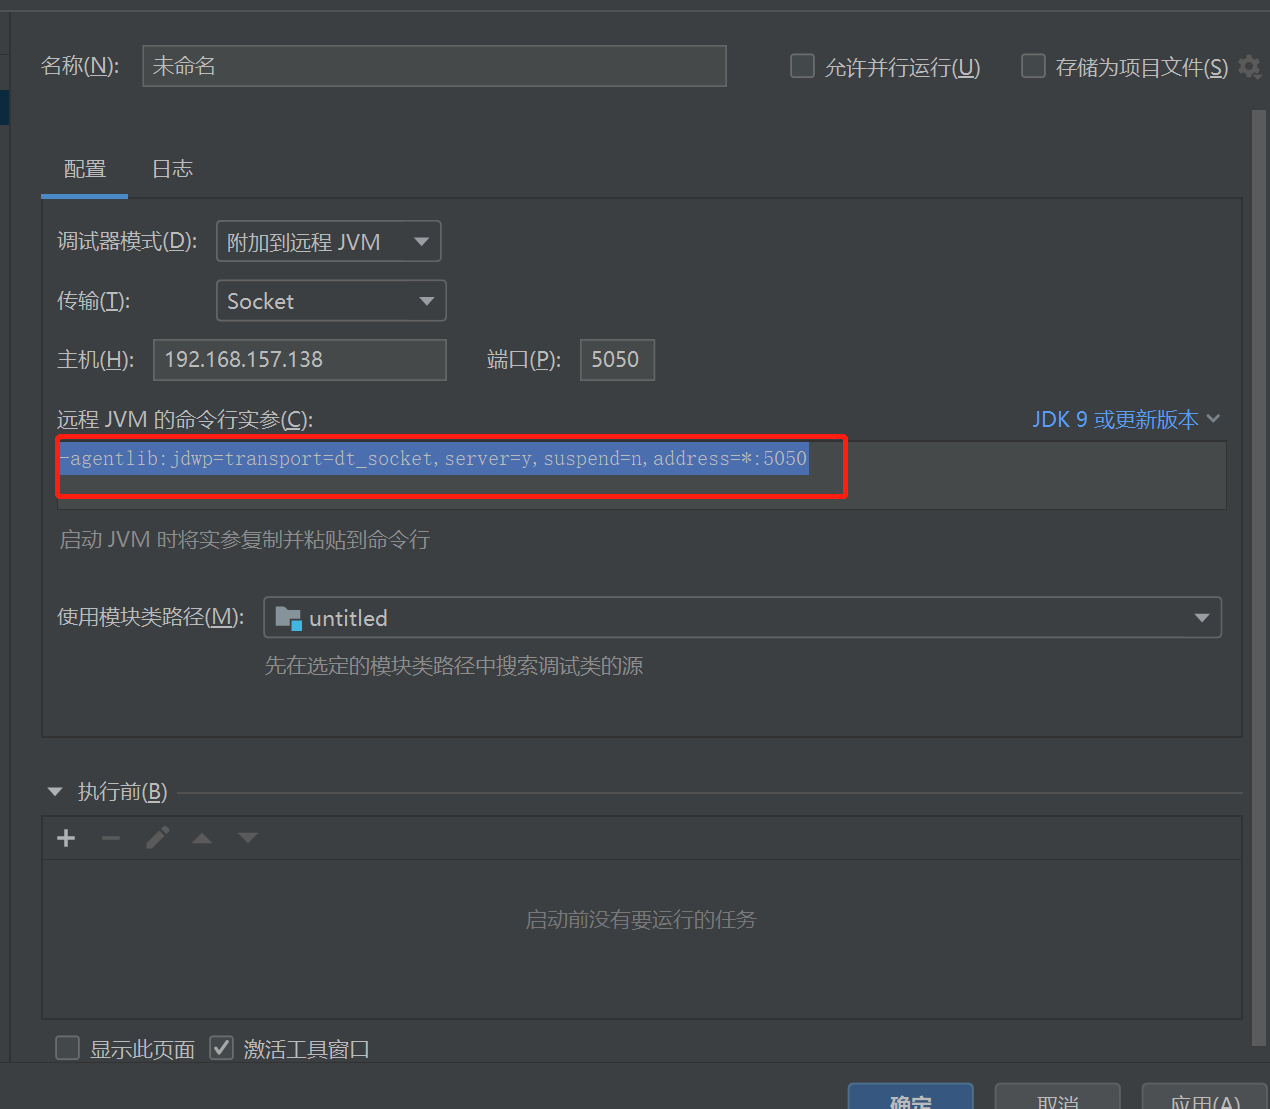 名称(N): 未命名 允许并行运行(U) 存储为项目文件(S)
配置 日志
调试器模式(D): 附加到远程 JVM
传输(T): Socket
主机(H): 192.168.157.138 端口(P): 5050
远程 JVM 的命令行实参(C): JDK 9 或更新版本
-agentlib:jdwp=transport=dt_socket,server=y,suspend=n,address=*:5050
启动 JVM 时将实参复制并粘贴到命令行
使用模块类路径(M): untitled
先在选定的模块类路径中搜索调试类的源
执行前(B)
启动前没有要运行的任务
显示此页面 激活工具窗口
确定 取消 应用(A)